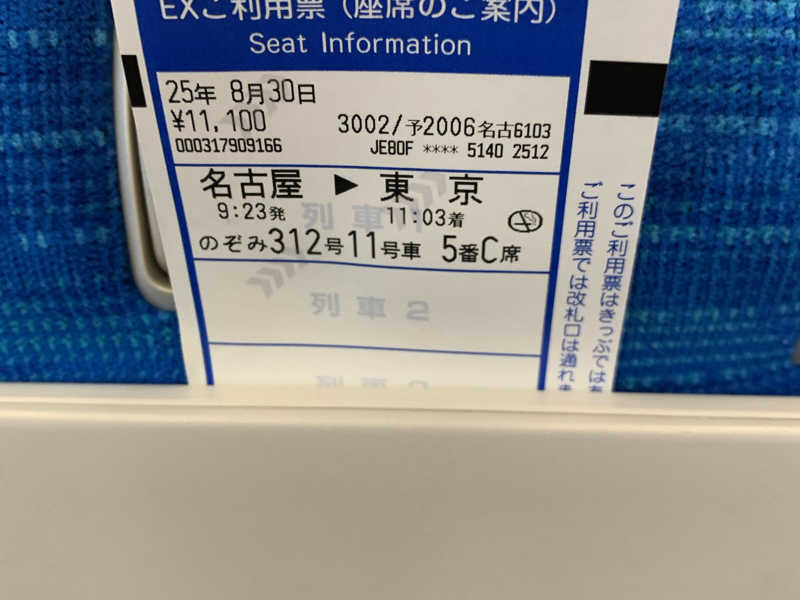 EXご利用票（座席のご案内）
Seat Information
25年 8月30日
¥11,100
3002/予2006名古6103
000317909166
JE80F **** 5140 2512
名古屋 ▶ 東 京
9:23発
11:03着
列車1
のぞみ312号11号車 5番C席
列車2
このご利用票はきっぷでは
ご利用票では改札口は通れま